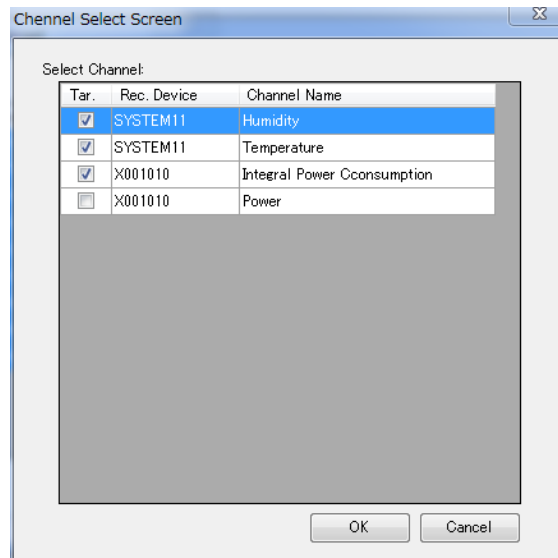 Chennel Select Screen
Select Channel:
Tar. Rec. Device Channel Name
SYSTEM11 Humidity
SYSTEM11 Temperature
X001010 Integral Power Cconsumption
X001010 Power
OK Cancel